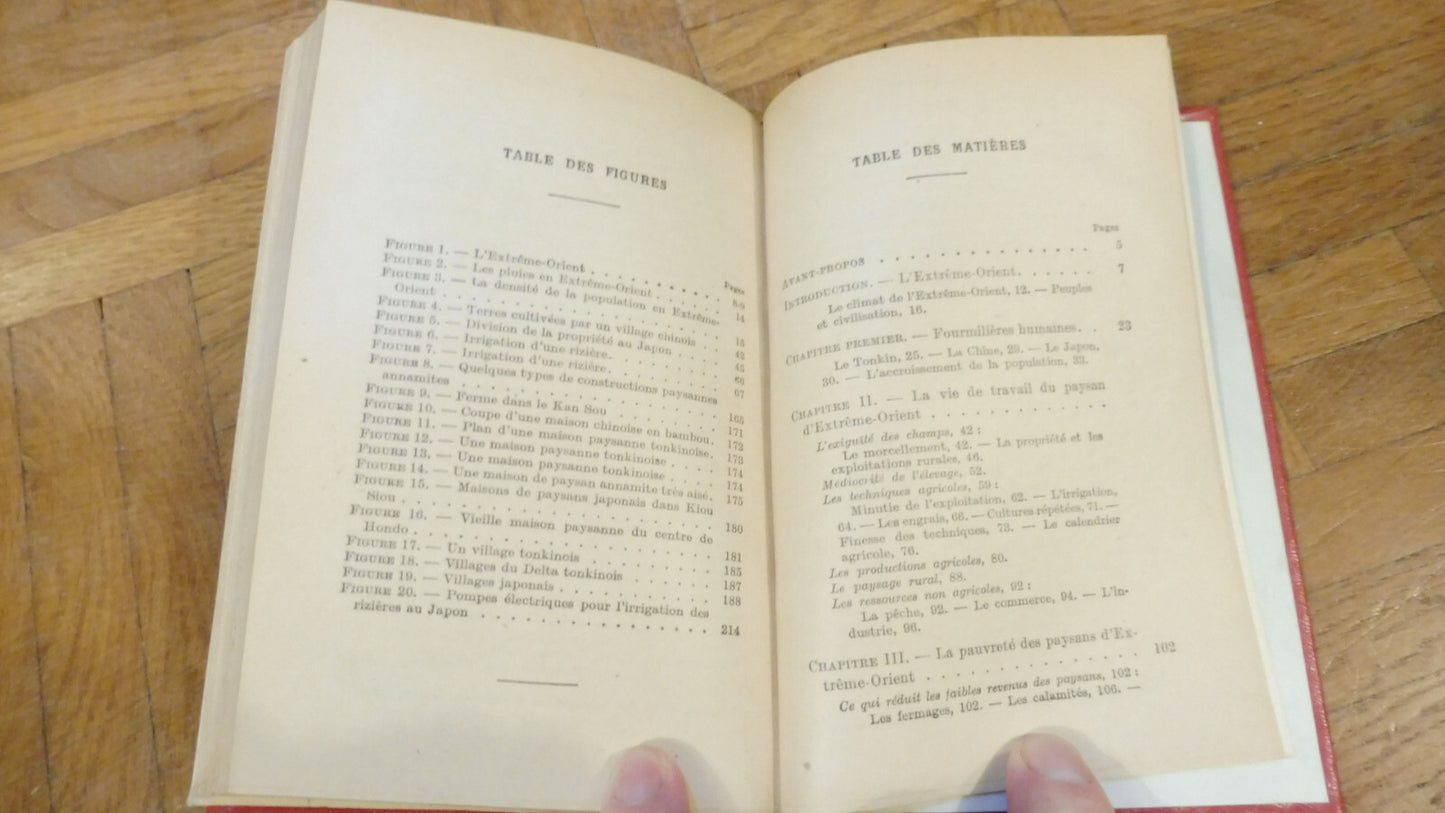 TABLE DES FIGURES
Pages
FIGURE 1. — L'Extrême-Orient . . . . . . . . 8-9
FIGURE 2. — Les pluies en Extrême-Orient . . . . . . 14
FIGURE 3. — La densité de la population en Extrême-
Orient . . . . . . . . . . . . . . . 15
FIGURE 4. — Terres cultivées par un village chinois . . 43
FIGURE 5. — Division de la propriété au Japon . . . . 45
FIGURE 6. — Irrigation d'une rizière. . . . . . . 66
FIGURE 7. — Irrigation d'une rizière. . . . . . . 67
FIGURE 8. — Quelques types de constructions paysannes
annamites . . . . . . . . . . . . . . 165
FIGURE 9. — Ferme dans le Kan Sou . . . . . . 171
FIGURE 10. — Coupe d'une maison chinoise en bambou. 172
FIGURE 11. — Plan d'une maison paysanne tonkinoise. 173
FIGURE 12. — Une maison paysanne tonkinoise . . . . 174
FIGURE 13. — Une maison paysanne tonkinoise . . . . 174
FIGURE 14. — Une maison de paysan annamite très aisé. 175
FIGURE 15. — Maisons de paysans japonais dans Kiou
Siou . . . . . . . . . . . . . . . . 180
FIGURE 16. — Vieille maison paysanne du centre de
Hondo . . . . . . . . . . . . . . . . 181
FIGURE 17. — Un village tonkinois . . . . . . . 185
FIGURE 18. — Villages du Delta tonkinois . . . . . . 187
FIGURE 19. — Villages japonais . . . . . . . . . 188
FIGURE 20. — Pompes électriques pour l'irrigation des
rizières au Japon . . . . . . . . . . . . . 214
TABLE DES MATIÈRES
Pages
AVANT-PROPOS . . . . . . . . . . . . 5
INTRODUCTION. — L'Extrême-Orient. . . . . . 7
Le climat de l'Extrême-Orient, 12. — Peuples
et civilisation, 16.
CHAPITRE PREMIER. — Fourmilières humaines. . . 23
Le Tonkin, 25. — La Chine, 29. — Le Japon,
30. — L'accroissement de la population, 33.
CHAPITRE II. — La vie de travail du paysan
d'Extrême-Orient . . . . . . . . . . .
L'exiguïté des champs, 42 :
Le morcellement, 42. — La propriété et les
exploitations rurales, 46.
Médiocrité de l'élevage, 52.
Les techniques agricoles, 59 :
Minutie de l'exploitation, 62. — L'irrigation,
64. — Les engrais, 66. — Cultures répétées, 71. —
Finesse des techniques, 73. — Le calendrier
agricole, 76.
Les productions agricoles, 80.
Le paysage rural, 88.
Les ressources non agricoles, 92 :
La pêche, 92. — Le commerce, 94. — L'in-
dustrie, 96.
CHAPITRE III. — La pauvreté des paysans d'Ex-
trême-Orient . . . . . . . . . . . . 102
Ce qui réduit les faibles revenus des paysans, 102 :
Les fermages, 102. — Les calamités, 106. —